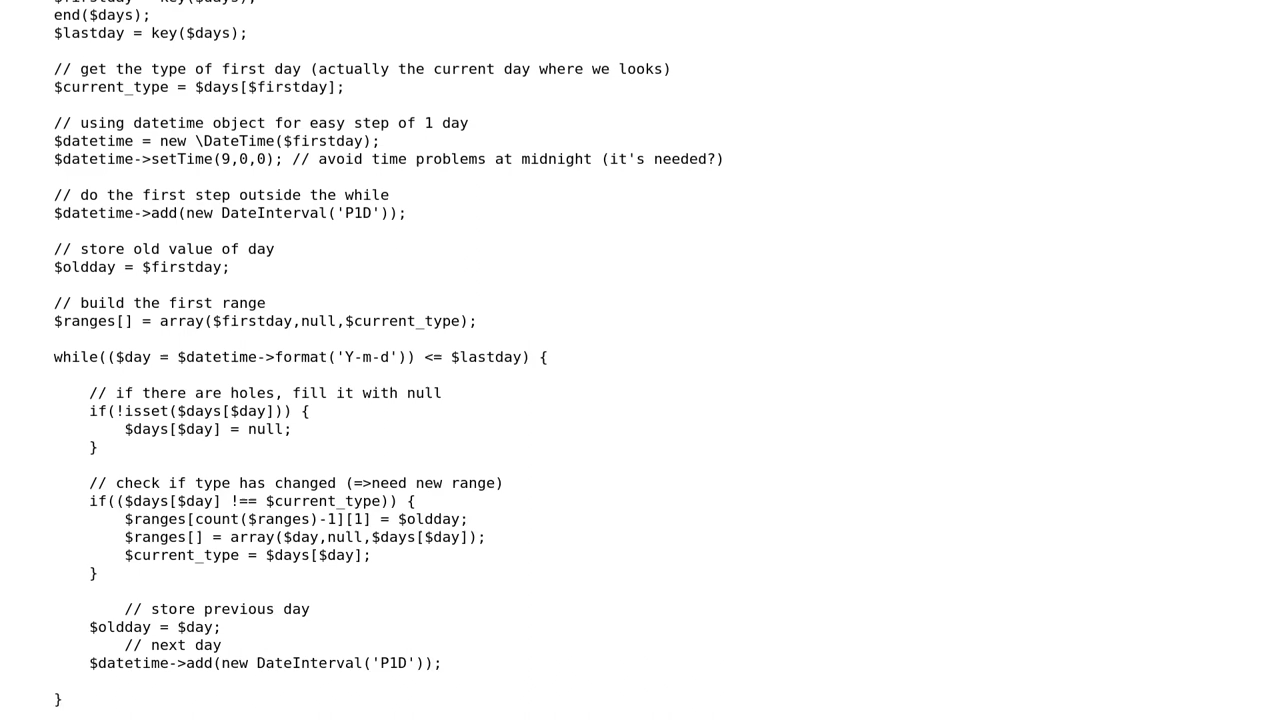 end($days);
$lastday = key($days);

// get the type of first day (actually the current day where we looks)
$current_type = $days[$firstday];

// using datetime object for easy step of 1 day
$datetime = new \DateTime($firstday);
$datetime->setTime(9,0,0); // avoid time problems at midnight (it's needed?)

// do the first step outside the while
$datetime->add(new DateInterval('P1D'));

// store old value of day
$oldday = $firstday;

// build the first range
$ranges[] = array($firstday,null,$current_type);

while(($day = $datetime->format('Y-m-d')) <= $lastday) {

    // if there are holes, fill it with null
    if(!isset($days[$day])) {
        $days[$day] = null;
    }

    // check if type has changed (=>need new range)
    if(($days[$day] !== $current_type)) {
        $ranges[count($ranges)-1][1] = $oldday;
        $ranges[] = array($day,null,$days[$day]);
        $current_type = $days[$day];
    }

        // store previous day
    $oldday = $day;
        // next day
    $datetime->add(new DateInterval('P1D'));

}